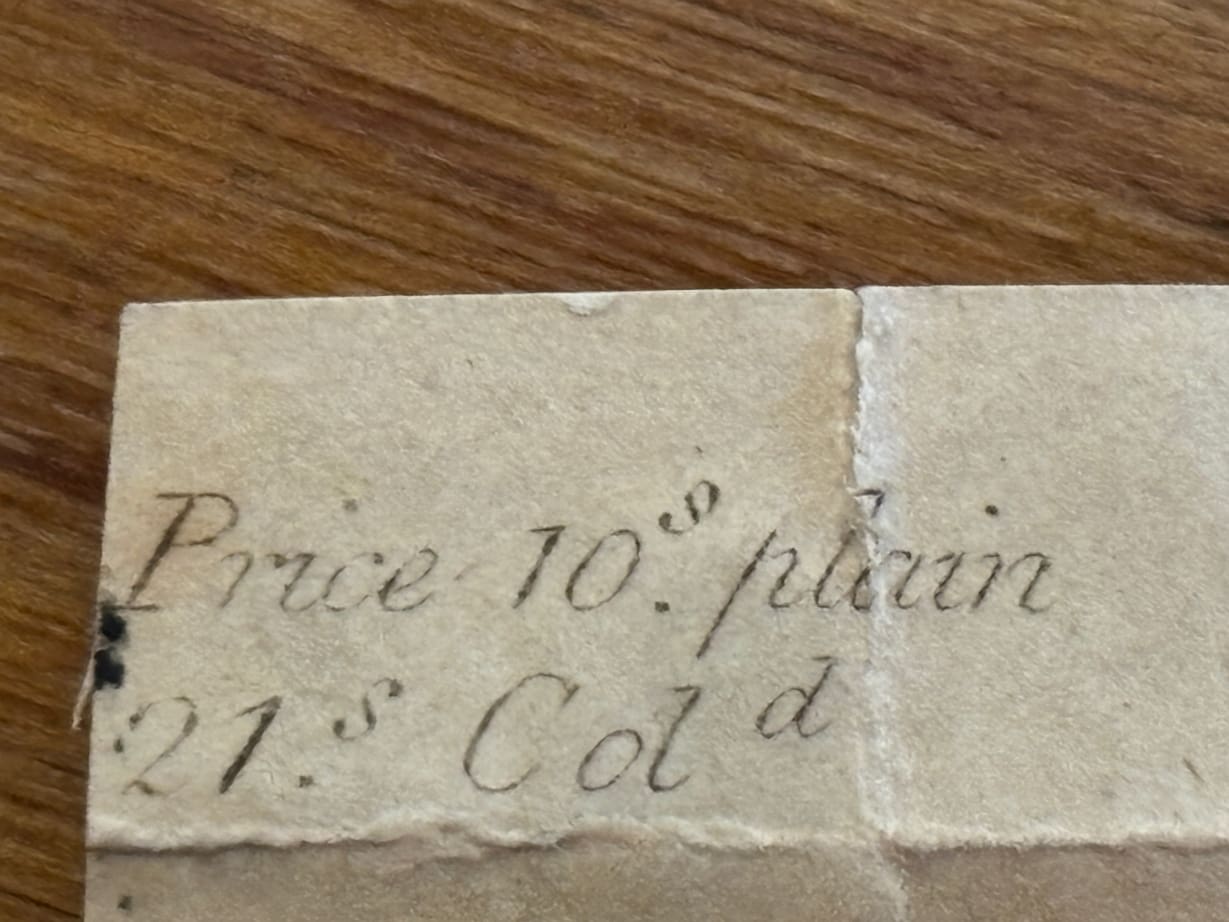 Price 10.ˢ plain
21.ˢ Col ᵈ